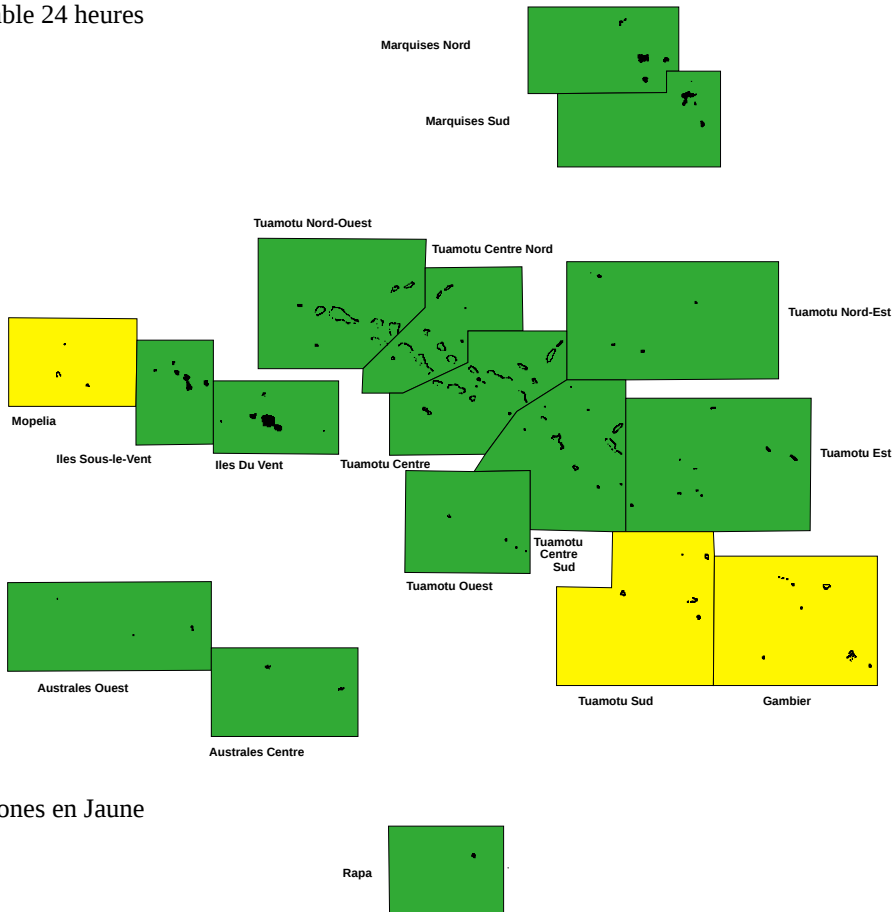 24 heures
Marquises Nord
Marquises Sud
Tuamotu Nord-Ouest
Tuamotu Centre Nord
Tuamotu Nord-Est
Mopelia
Iles Sous-le-Vent
Iles Du Vent
Tuamotu Centre
Tuamotu Est
Tuamotu
Centre
Sud
Tuamotu Ouest
Australes Ouest
Tuamotu Sud
Gambier
Australes Centre
en Jaune
Rapa